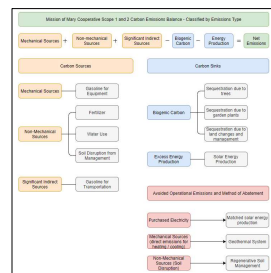 Mission of Mary Cooperative Scope 1 and 2 Carbon Emissions Balance - Classified by Emissions Type
Mechanical Sources + Non-mechanical Sources + Significant Indirect Sources - Biogenic Carbon - Energy Production = Net Emissions
Carbon Sources
Carbon Sinks
Mechanical Sources
Gasoline for Equipment
Non-Mechanical Sources
Fertilizer
Water Use
Soil Disruption from Management
Significant Indirect Sources
Gasoline for Transportation
Biogenic Carbon
Sequestration due to trees
Sequestration due to garden plants
Sequestration due to land changes and management
Excess Energy Production
Solar Energy
Avoided Operational Emissions and Method of Abatement
Purchased Electricity
Matched solar energy production
Mechanical Sources (direct emissions for heating / cooling)
Geothermal System
Non-Mechanical Sources (Soil Disruption)
Regenerative Soil Management